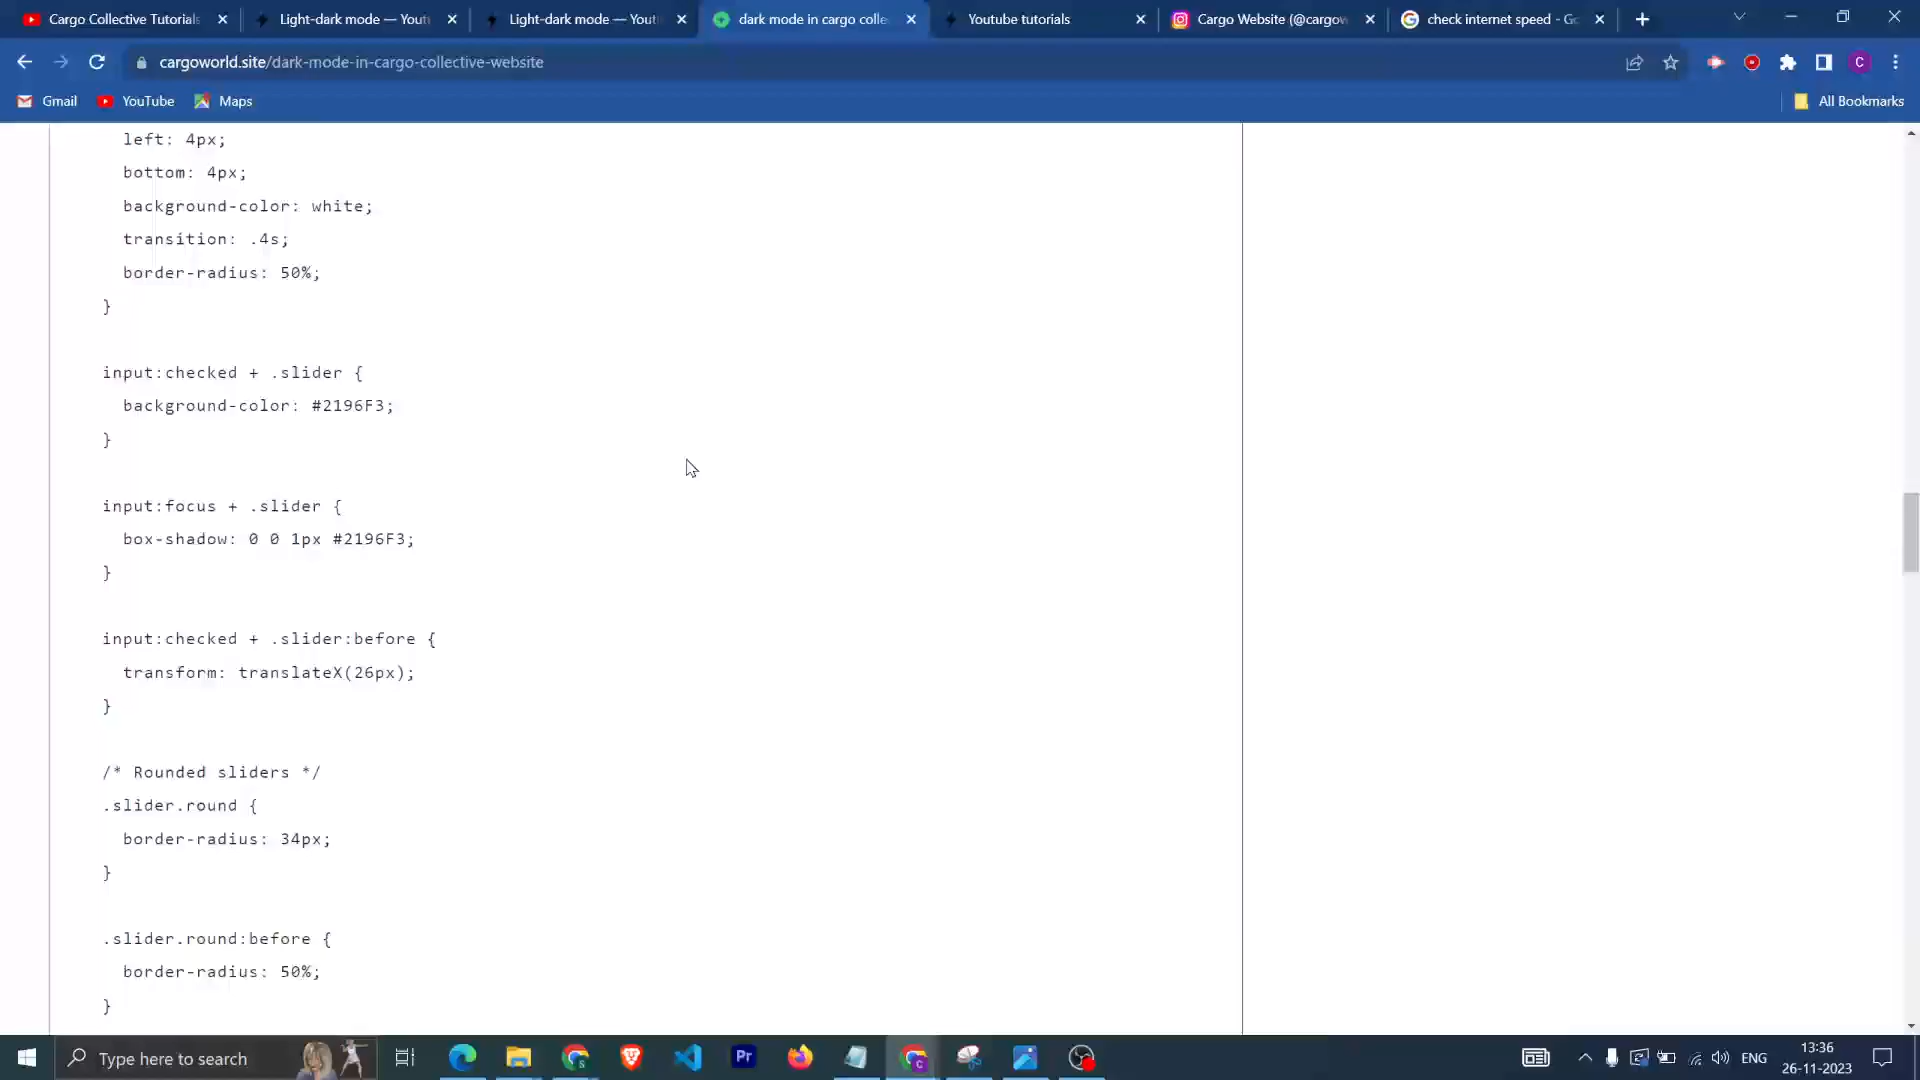 Cargo Collective Tutorials
Light-dark mode — Yout
Light-dark mode — Yout
dark mode in cargo colle
Youtube tutorials
Cargo Website (@cargow
check internet speed - Go
cargoworld.site/dark-mode-in-cargo-collective-website
C
Gmail
YouTube
Maps
All Bookmarks
left: 4px;
bottom: 4px;
background-color: white;
transition: .4s;
border-radius: 50%;
}
input:checked + .slider {
background-color: #2196F3;
}
input:focus + .slider {
box-shadow: 0 0 1px #2196F3;
}
input:checked + .slider:before {
transform: translateX(26px);
}
/* Rounded sliders */
.slider.round {
border-radius: 34px;
}
.slider.round:before {
border-radius: 50%;
}
Type here to search
Pr
ENG
13:36
26-11-2023